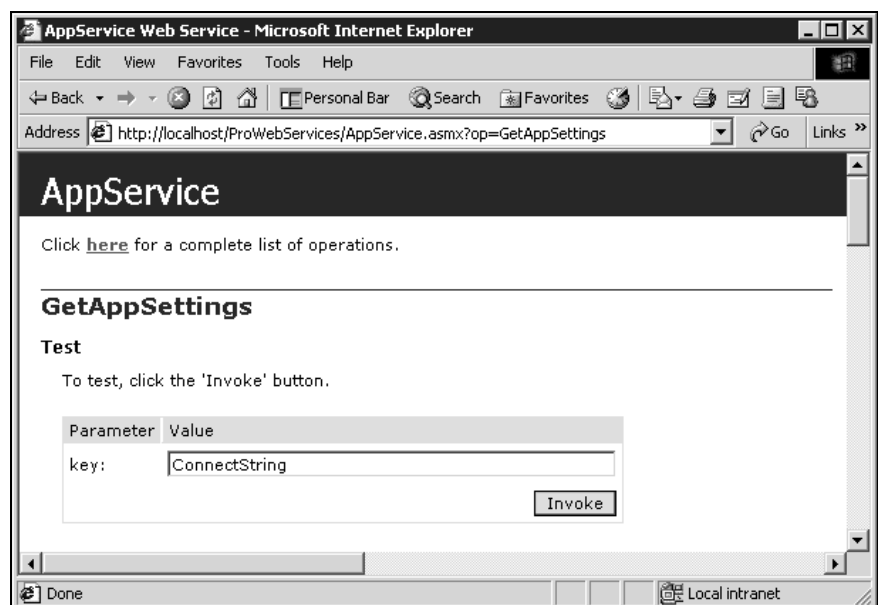 AppService Web Service - Microsoft Internet Explorer
File Edit View Favorites Tools Help
Back Personal Bar Search Favorites
Address http://localhost/ProWebServices/AppService.asmx?op=GetAppSettings Go Links »
AppService
Click here for a complete list of operations.
GetAppSettings
Test
To test, click the 'Invoke' button.
Parameter Value
key: ConnectString
Invoke
Done Local intranet